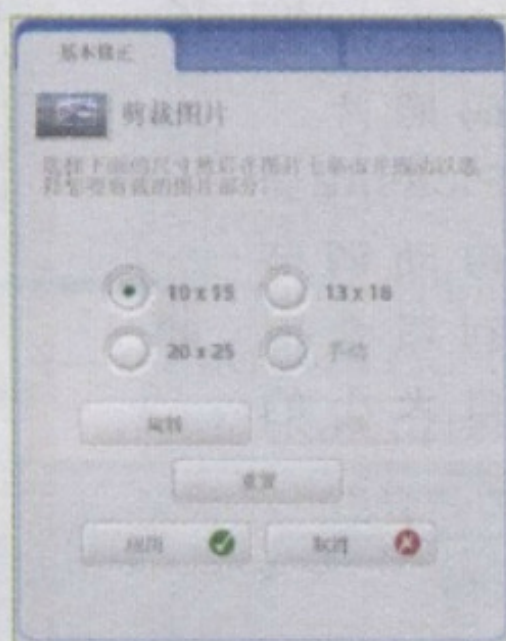 基本修正
剪裁图片
选择下面的尺寸然后在图片上单击并拖动以选
择您要剪裁的图片部分。
10 x 15 13 x 18
20 x 25 手动
旋转
重置
应用 取消